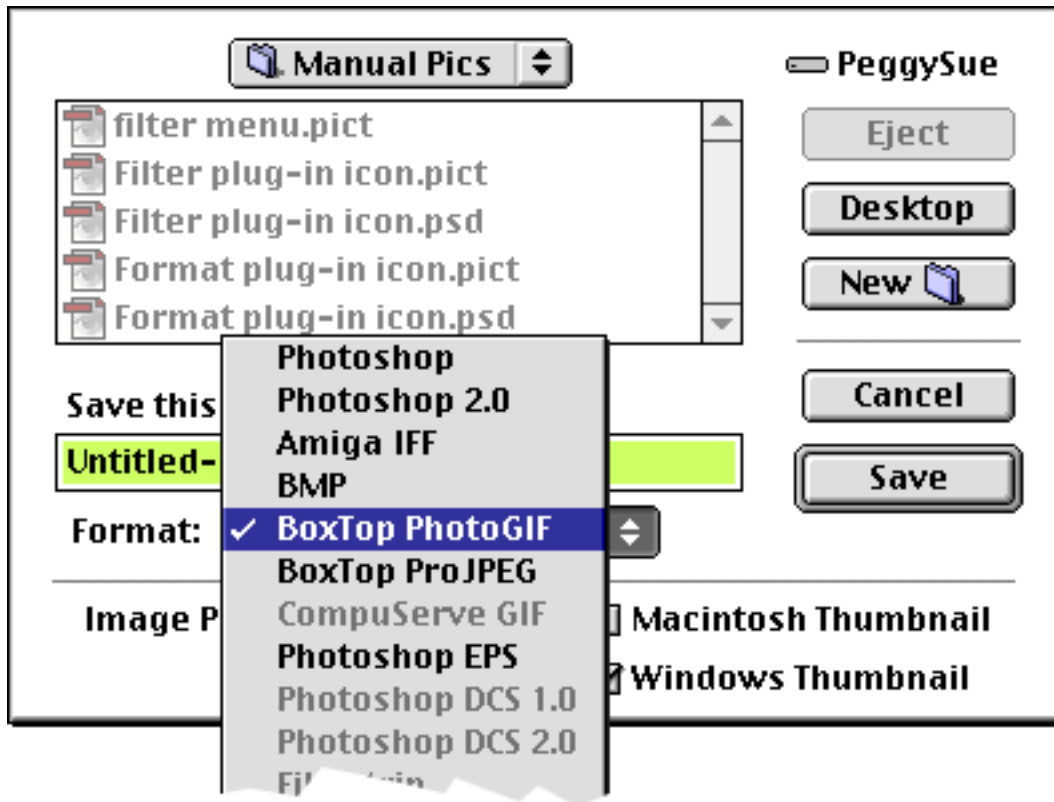 Manual Pics
PeggySue
filter menu.pict
Filter plug-in icon.pict
Filter plug-in icon.psd
Format plug-in icon.pict
Format plug-in icon.psd
Eject
Desktop
New
Cancel
Save
Save this
Untitled-
Format:
Photoshop
Photoshop 2.0
Amiga IFF
BMP
BoxTop PhotoGIF
BoxTop ProJPEG
CompuServe GIF
Photoshop EPS
Photoshop DCS 1.0
Photoshop DCS 2.0
Image P
Macintosh Thumbnail
Windows Thumbnail